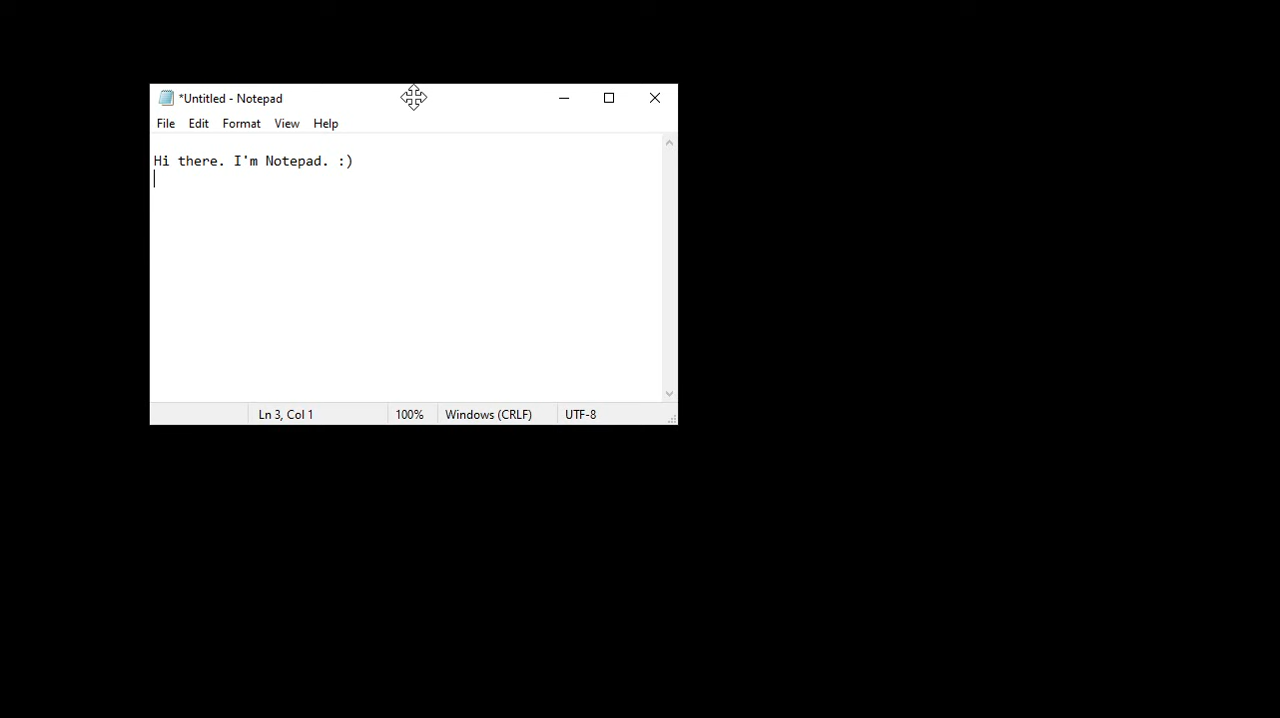 *Untitled - Notepad
File Edit Format View Help
Hi there. I'm Notepad. :)
Ln 3, Col 1 100% Windows (CRLF) UTF-8